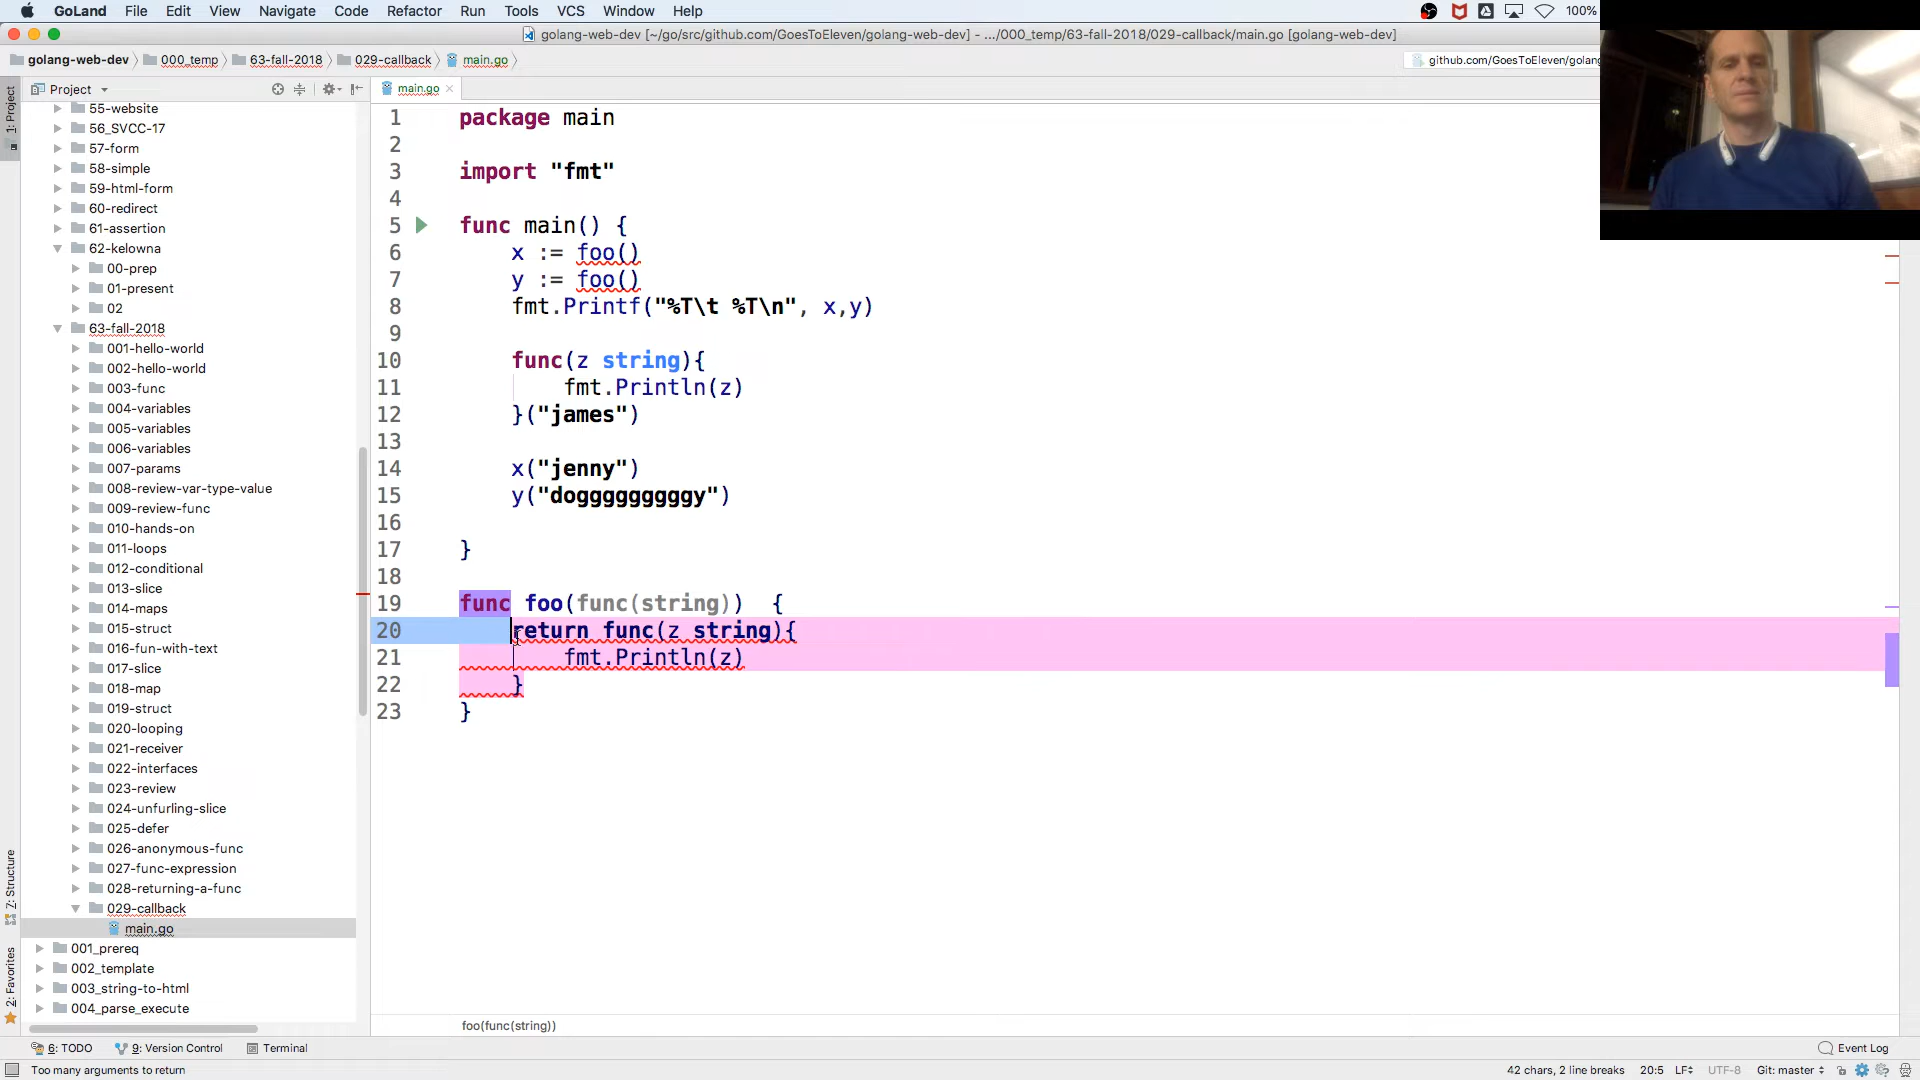 GoLand File Edit View Navigate Code Refactor Run Tools VCS Window Help 100%
golang-web-dev [~/go/src/github.com/GoesToEleven/golang-web-dev] - .../000_temp/63-fall-2018/029-callback/main.go [golang-web-dev]
golang-web-dev 000_temp 63-fall-2018 029-callback main.go github.com/GoesToEleven/golang
Project main.go
1: Project
55-website
56_SVCC-17
57-form
58-simple
59-html-form
60-redirect
61-assertion
62-kelowna
00-prep
01-present
02
63-fall-2018
001-hello-world
002-hello-world
003-func
004-variables
005-variables
006-variables
007-params
008-review-var-type-value
009-review-func
010-hands-on
011-loops
012-conditional
013-slice
014-maps
015-struct
016-fun-with-text
017-slice
018-map
019-struct
020-looping
021-receiver
022-interfaces
023-review
024-unfurling-slice
025-defer
026-anonymous-func
027-func-expression
028-returning-a-func
029-callback
main.go
001_prereq
002_template
003_string-to-html
004_parse_execute
Z: Structure
2: Favorites
1 package main
2
3 import "fmt"
4
5 func main() {
6 x := foo()
7 y := foo()
8 fmt.Printf("%T\t %T\n", x,y)
9
10 func(z string){
11 fmt.Println(z)
12 }("james")
13
14 x("jenny")
15 y("doggggggggggy")
16
17 }
18
19 func foo(func(string)) {
20 return func(z string){
21 fmt.Println(z)
22 }
23 }
foo(func(string))
6: TODO 9: Version Control Terminal Event Log
Too many arguments to return 42 chars, 2 line breaks 20:5 LF UTF-8 Git: master